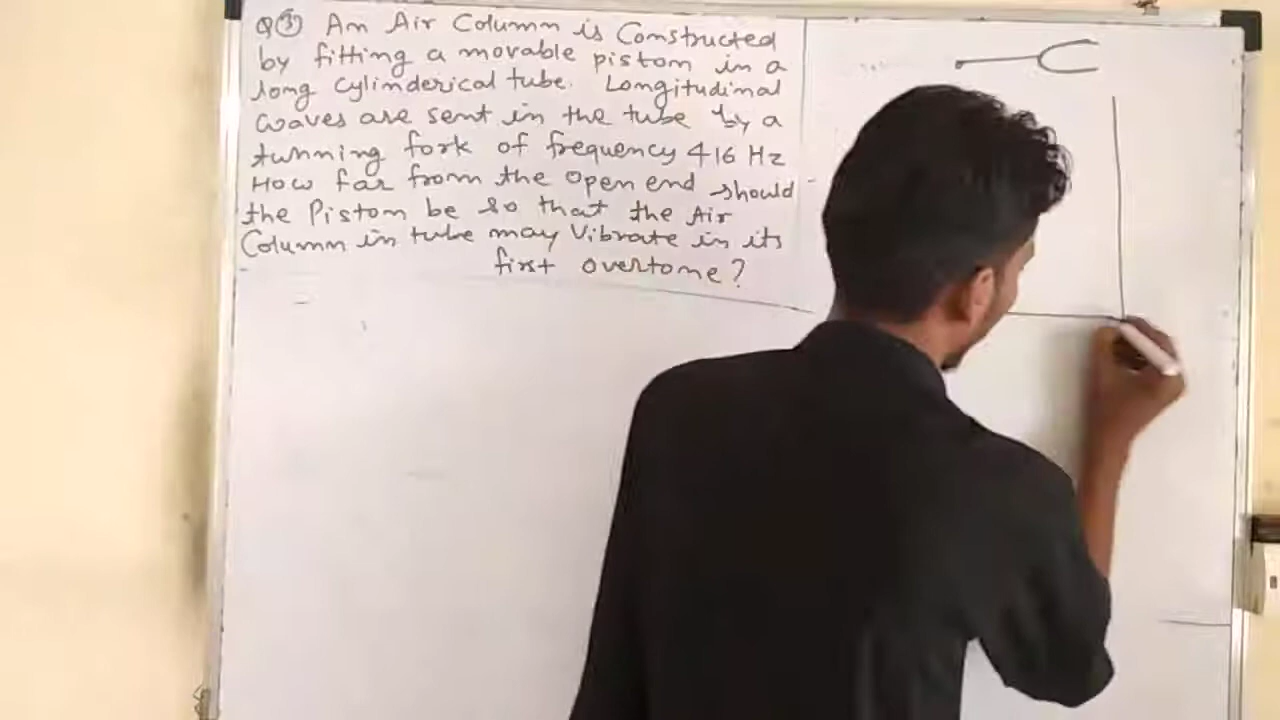 Q③ An Air Column is Constructed
by fitting a movable piston in a
long Cylinderical tube. Longitudinal
waves are sent in the tube by a
tunning fork of frequency 416 Hz
How far from the open end should
the Piston be so that the Air
Column in tube may Vibrate in its
first overtone?